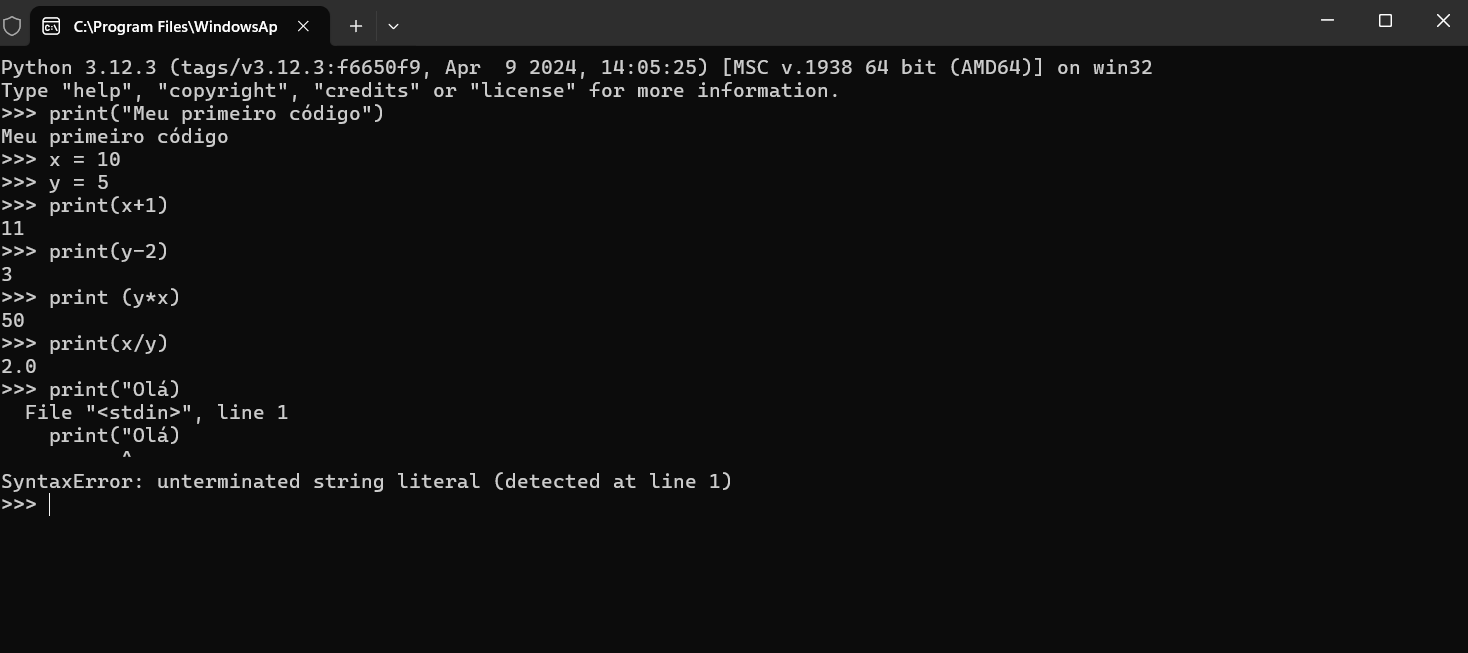 C:\Program Files\WindowsAp
Python 3.12.3 (tags/v3.12.3:f6650f9, Apr  9 2024, 14:05:25) [MSC v.1938 64 bit (AMD64)] on win32
Type "help", "copyright", "credits" or "license" for more information.
>>> print("Meu primeiro código")
Meu primeiro código
>>> x = 10
>>> y = 5
>>> print(x+1)
11
>>> print(y-2)
3
>>> print (y*x)
50
>>> print(x/y)
2.0
>>> print("Olá)
  File "<stdin>", line 1
    print("Olá)
          ^
SyntaxError: unterminated string literal (detected at line 1)
>>>